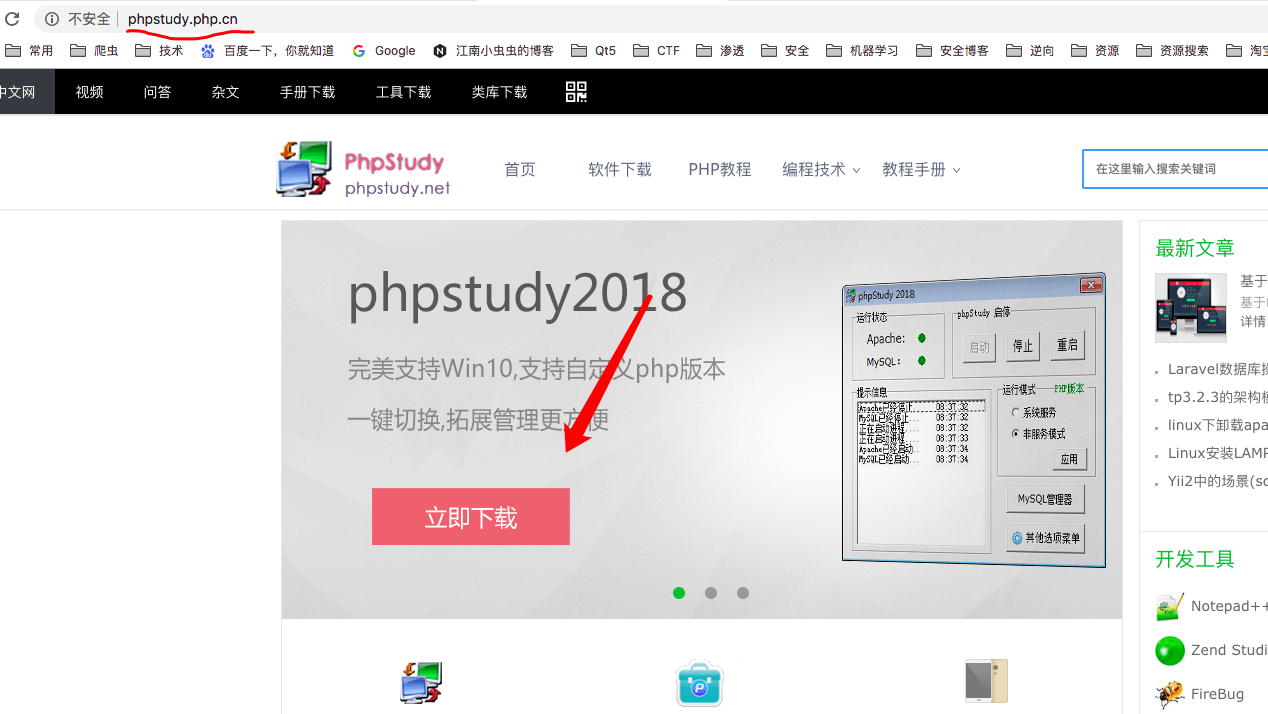 不安全 phpstudy.php.cn
常用 爬虫 技术 百度一下，你就知道 Google 江南小虫虫的博客 Qt5 CTF 渗透 安全 机器学习 安全博客 逆向 资源 资源搜索
中文网 视频 问答 杂文 手册下载 工具下载 类库下载
PhpStudy
phpstudy.net
首页 软件下载 PHP教程 编程技术 教程手册
在这里输入搜索关键词
phpstudy2018
完美支持Win10,支持自定义php版本
一键切换,拓展管理更方便
立即下载
phpStudy 2018
运行状态
Apache:
MySQL:
phpStudy 启停
启动 停止 重启
提示信息
Apache已经停止... 08:37:32
MySQL已经停止... 08:37:32
正在启动进程... 08:37:33
正在启动进程... 08:37:33
Apache已经启动... 08:37:34
MySQL已经启动... 08:37:34
运行模式 PHP版本
系统服务
非服务模式
应用
MySQL管理器
其他选项菜单
最新文章
基于
基于
详情
Laravel数据库
tp3.2.3的架构
linux下卸载apa
Linux安装LAMP
Yii2中的场景(sc
开发工具
Notepad++
Zend Studi
FireBug